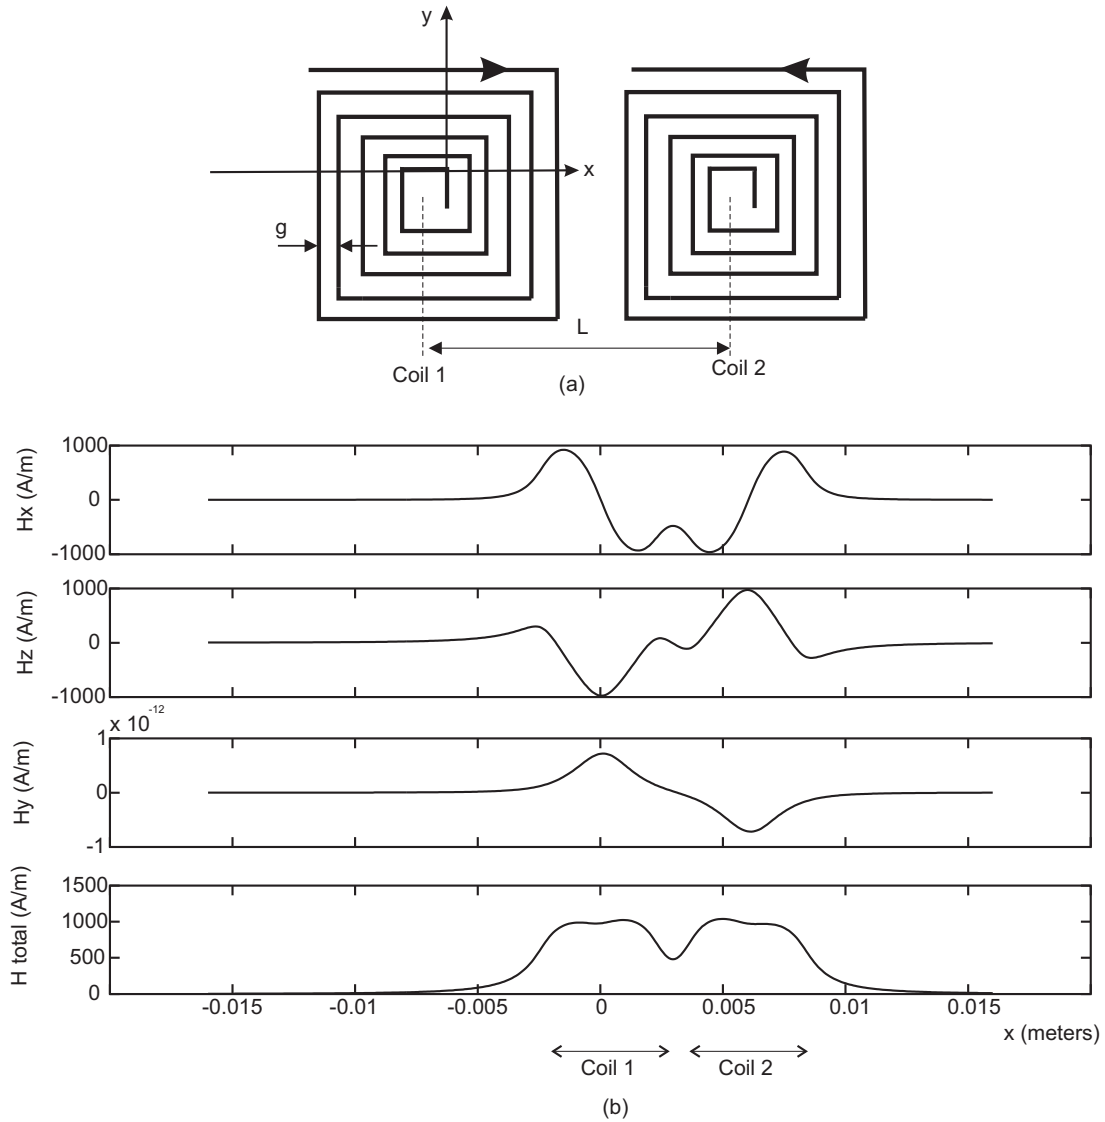 y
x
g
L
Coil 1
Coil 2
(a)
Hx (A/m)
1000
0
-1000
Hz (A/m)
1000
0
-1000
x 10-12
Hy (A/m)
1
0
-1
H total (A/m)
1500
1000
500
0
-0.015 -0.01 -0.005 0 0.005 0.01 0.015
x (meters)
Coil 1 Coil 2
(b)